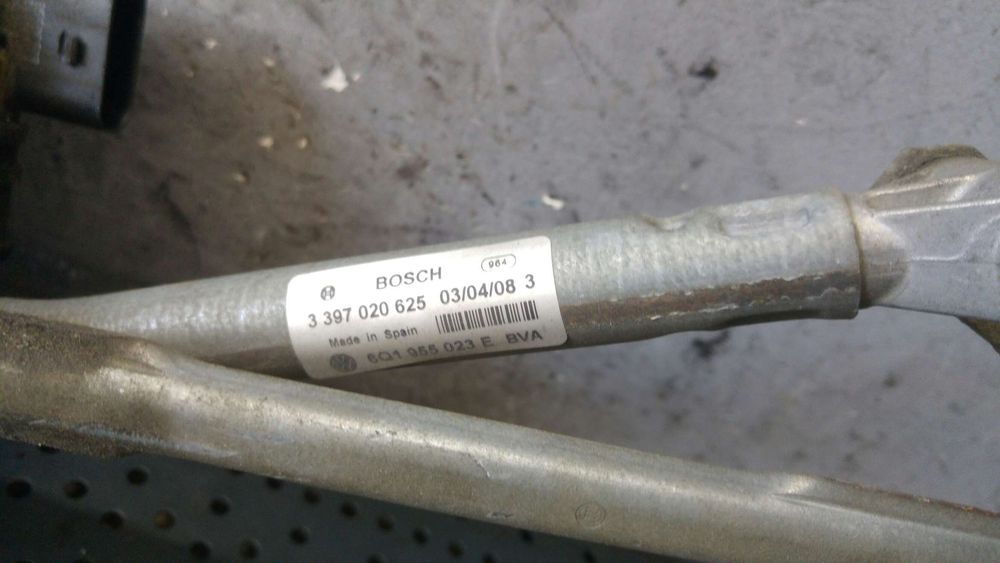 BOSCH 964
3 397 020 625 03/04/08 3
Made in Spain
6Q1 955 023 E BVA